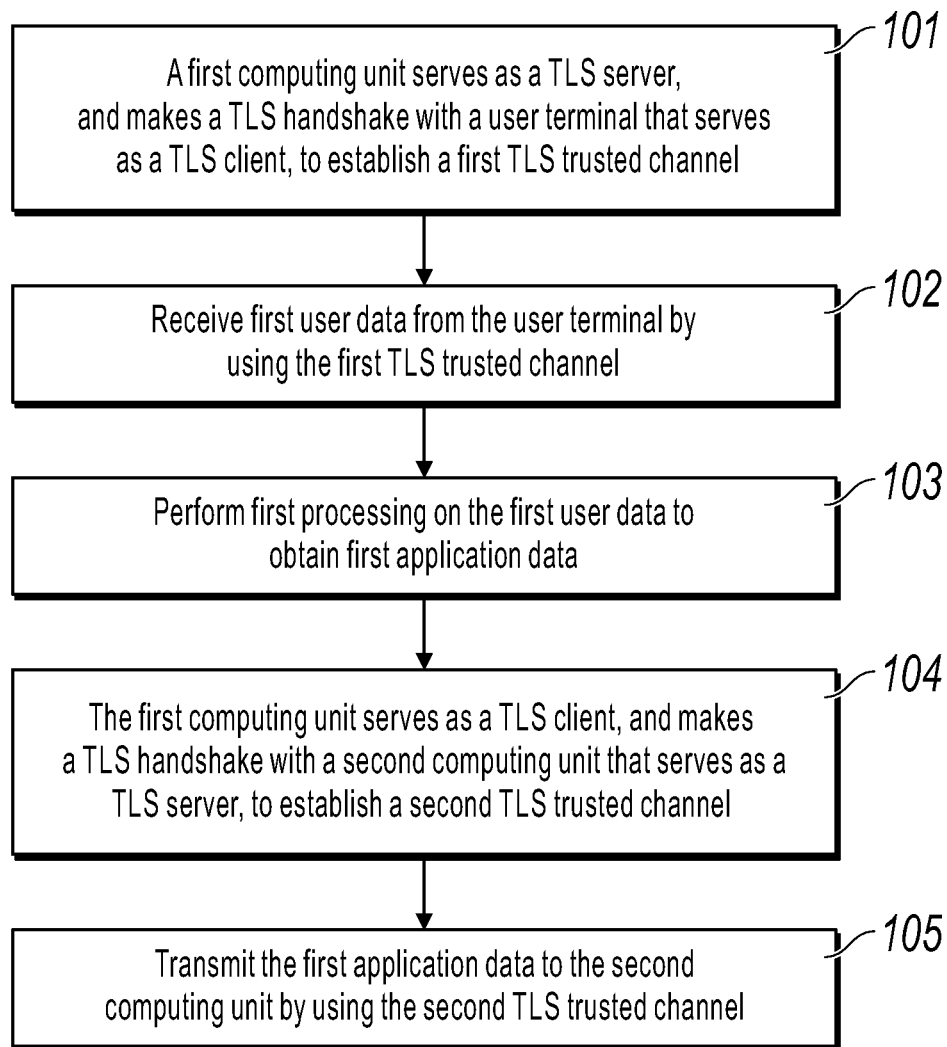 101
A first computing unit serves as a TLS server,
and makes a TLS handshake with a user terminal that serves
as a TLS client, to establish a first TLS trusted channel
102
Receive first user data from the user terminal by
using the first TLS trusted channel
103
Perform first processing on the first user data to
obtain first application data
104
The first computing unit serves as a TLS client, and makes
a TLS handshake with a second computing unit that serves as a
TLS server, to establish a second TLS trusted channel
105
Transmit the first application data to the second
computing unit by using the second TLS trusted channel